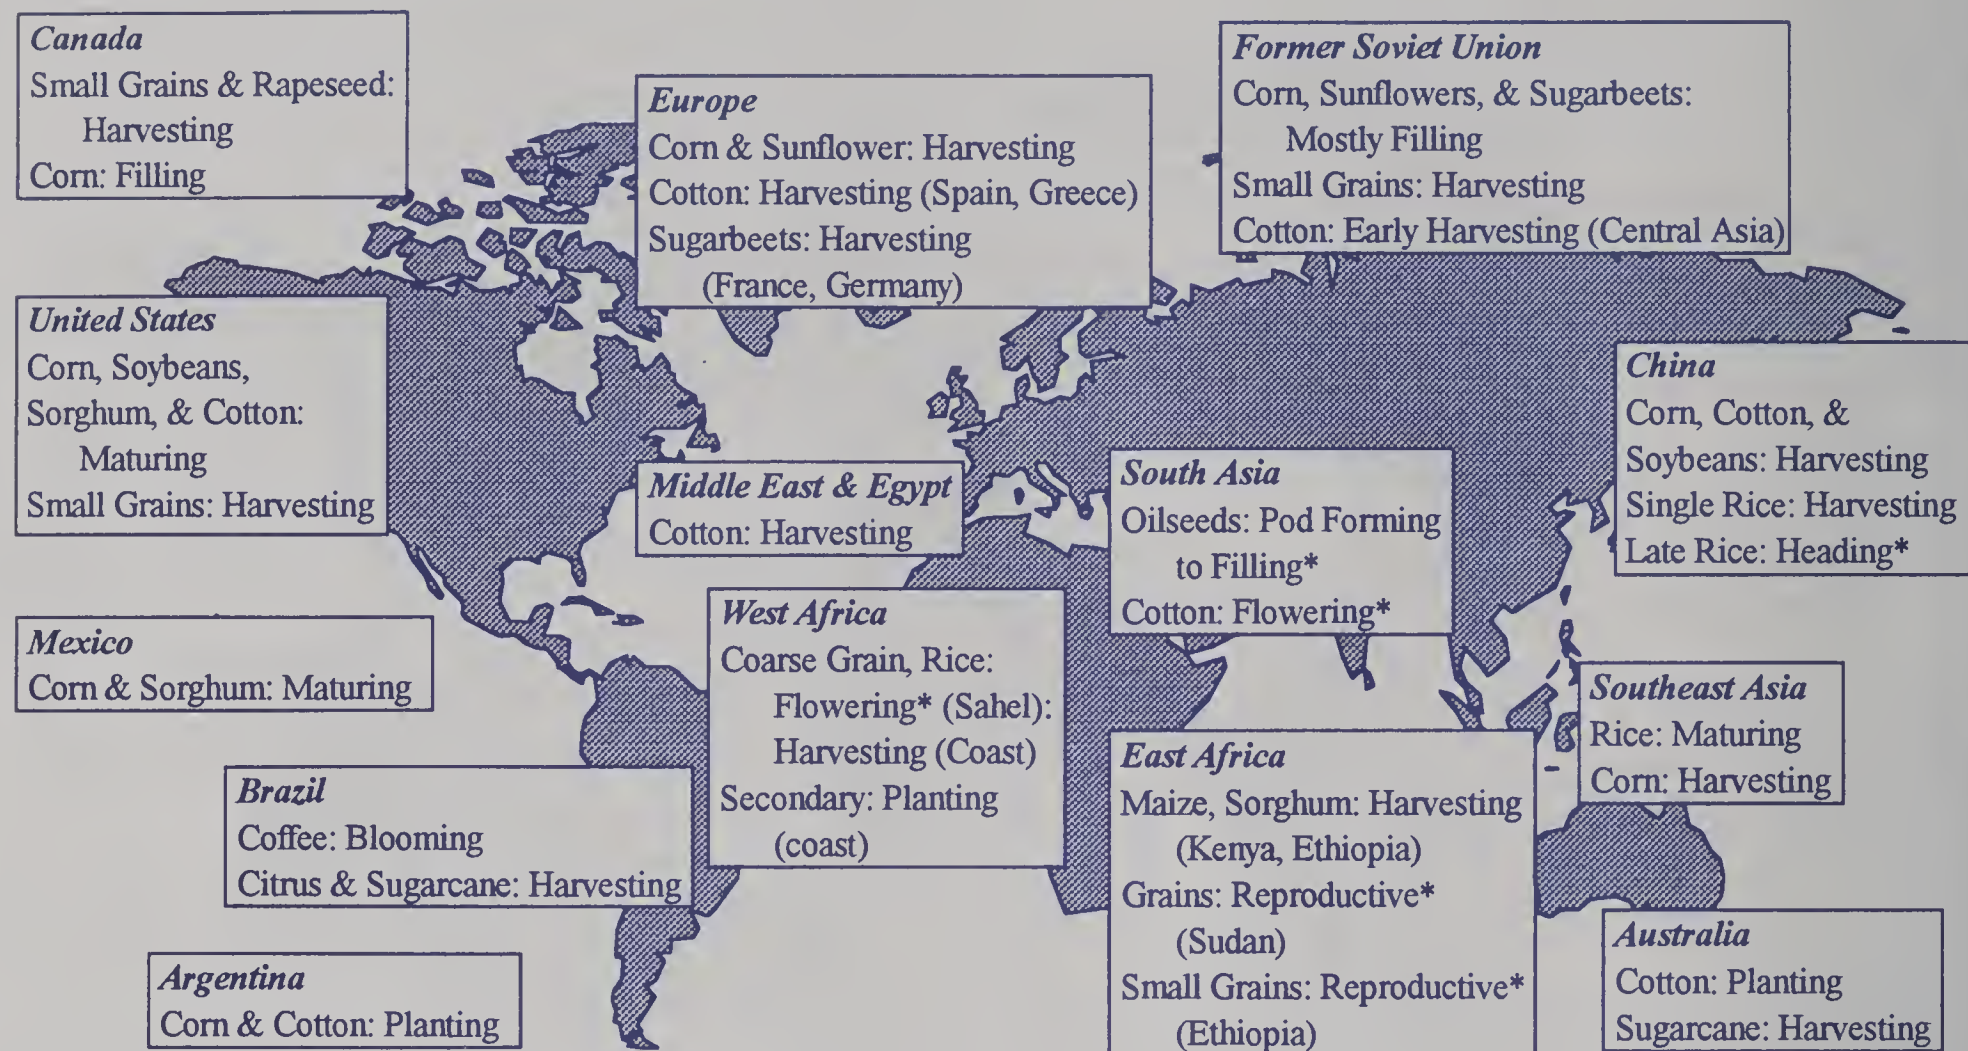 Canada
Small Grains & Rapeseed:
Harvesting
Corn: Filling
Europe
Corn & Sunflower: Harvesting
Cotton: Harvesting (Spain, Greece)
Sugarbeets: Harvesting
(France, Germany)
Former Soviet Union
Corn, Sunflowers, & Sugarbeets:
Mostly Filling
Small Grains: Harvesting
Cotton: Early Harvesting (Central Asia)
United States
Corn, Soybeans,
Sorghum, & Cotton:
Maturing
Small Grains: Harvesting
Middle East & Egypt
Cotton: Harvesting
South Asia
Oilseeds: Pod Forming
to Filling*
Cotton: Flowering*
China
Corn, Cotton, &
Soybeans: Harvesting
Single Rice: Harvesting
Late Rice: Heading*
Mexico
Corn & Sorghum: Maturing
West Africa
Coarse Grain, Rice:
Flowering* (Sahel):
Harvesting (Coast)
Secondary: Planting
(coast)
Southeast Asia
Rice: Maturing
Corn: Harvesting
Brazil
Coffee: Blooming
Citrus & Sugarcane: Harvesting
East Africa
Maize, Sorghum: Harvesting
(Kenya, Ethiopia)
Grains: Reproductive*
(Sudan)
Small Grains: Reproductive*
(Ethiopia)
Argentina
Corn & Cotton: Planting
Australia
Cotton: Planting
Sugarcane: Harvesting